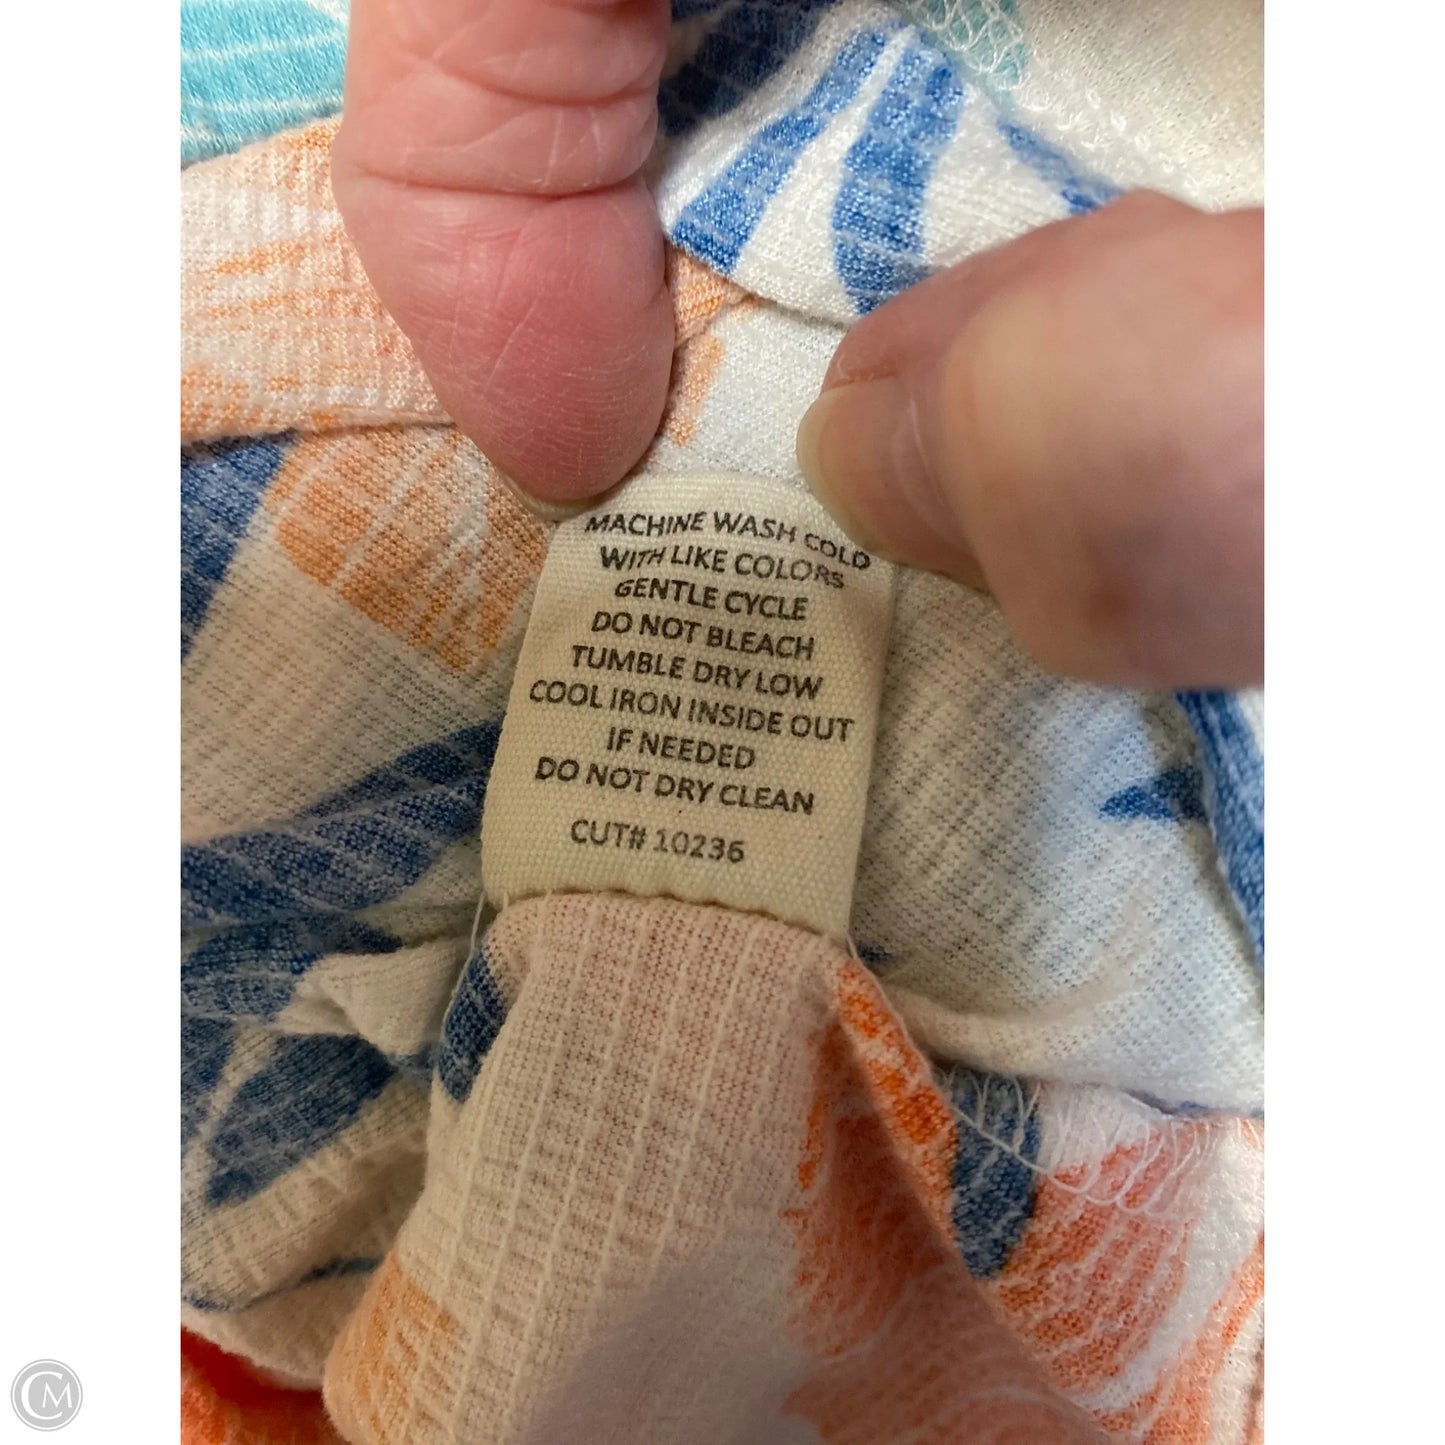 MACHINE WASH COLD
WITH LIKE COLORS
GENTLE CYCLE
DO NOT BLEACH
TUMBLE DRY LOW
COOL IRON INSIDE OUT
IF NEEDED
DO NOT DRY CLEAN
CUT# 10236
CM